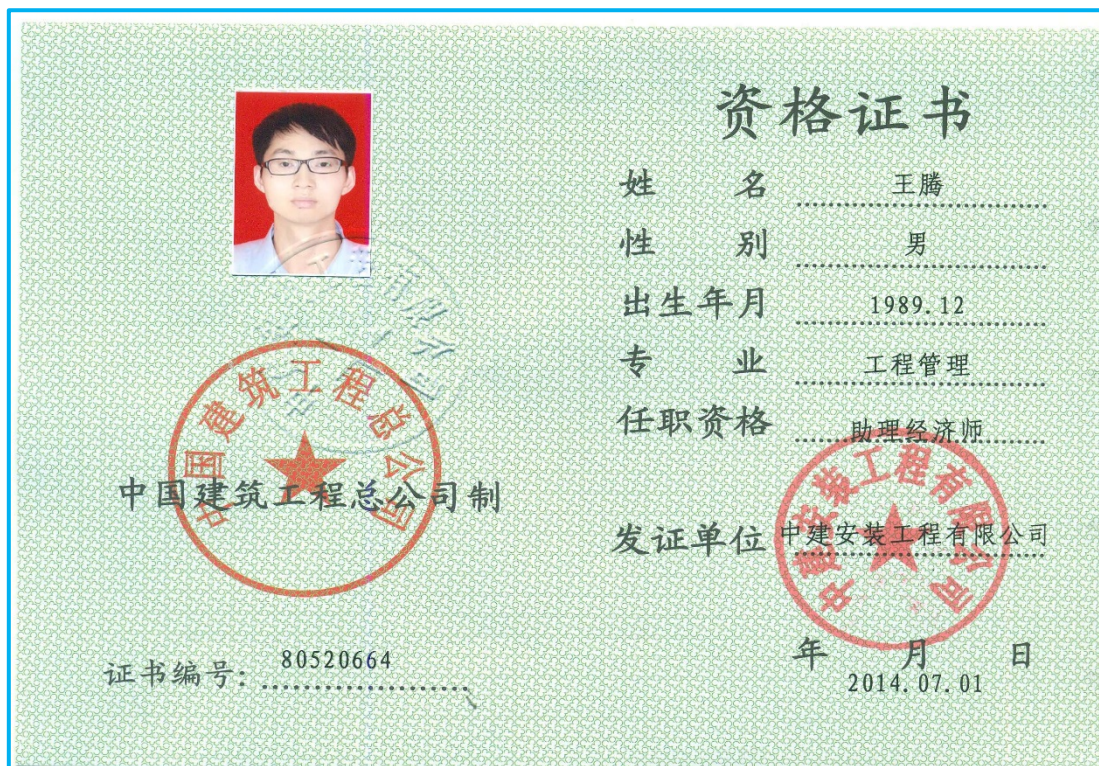 中国建筑工程总公司
中国建筑工程总公司制
证书编号: 80520664
资格证书
姓 名 王腾
性 别 男
出生年月 1989.12
专 业 工程管理
任职资格 助理经济师
发证单位 中建安装工程有限公司
中建安装工程有限公司
年 月 日
2014.07.01